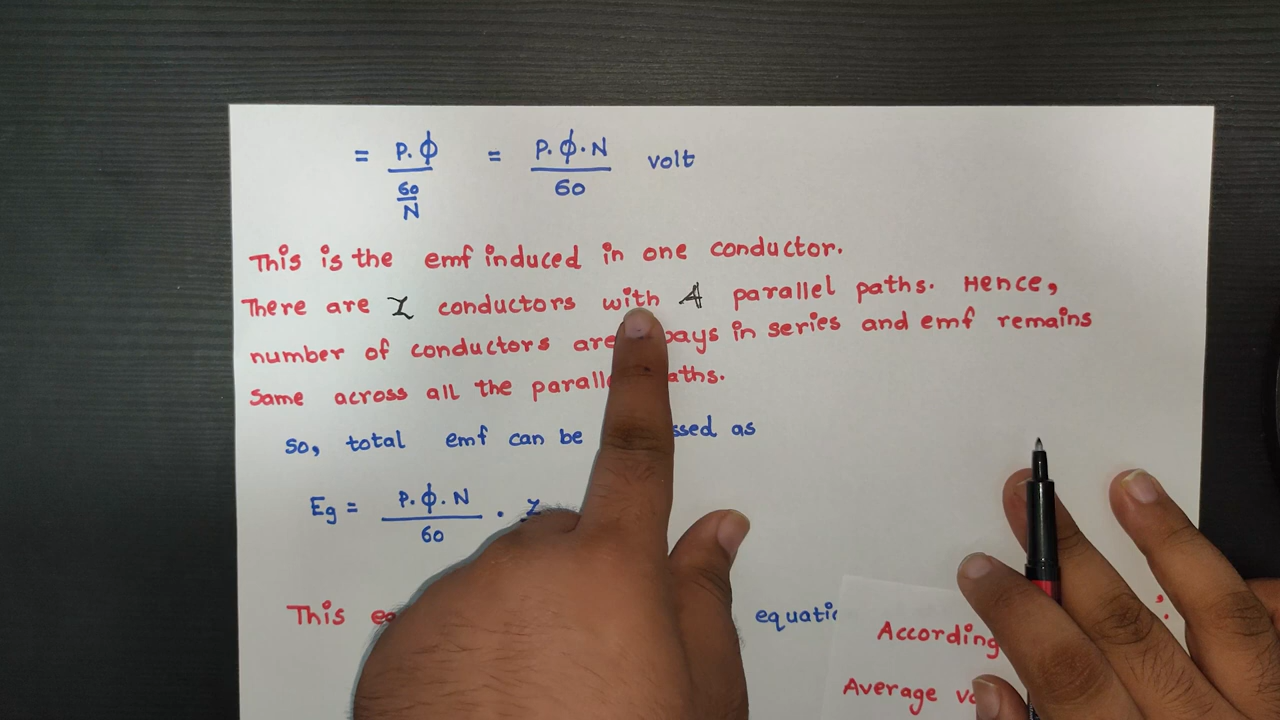 = P.ϕ / 60/N = P.ϕ.N / 60 volt
This is the emf induced in one conductor.
There are Z conductors with A parallel paths. Hence,
number of conductors are in series and emf remains
Same across all the parallel paths.
So, total emf can be as
Eg = P.ϕ.N / 60 . Z
This
According
Average